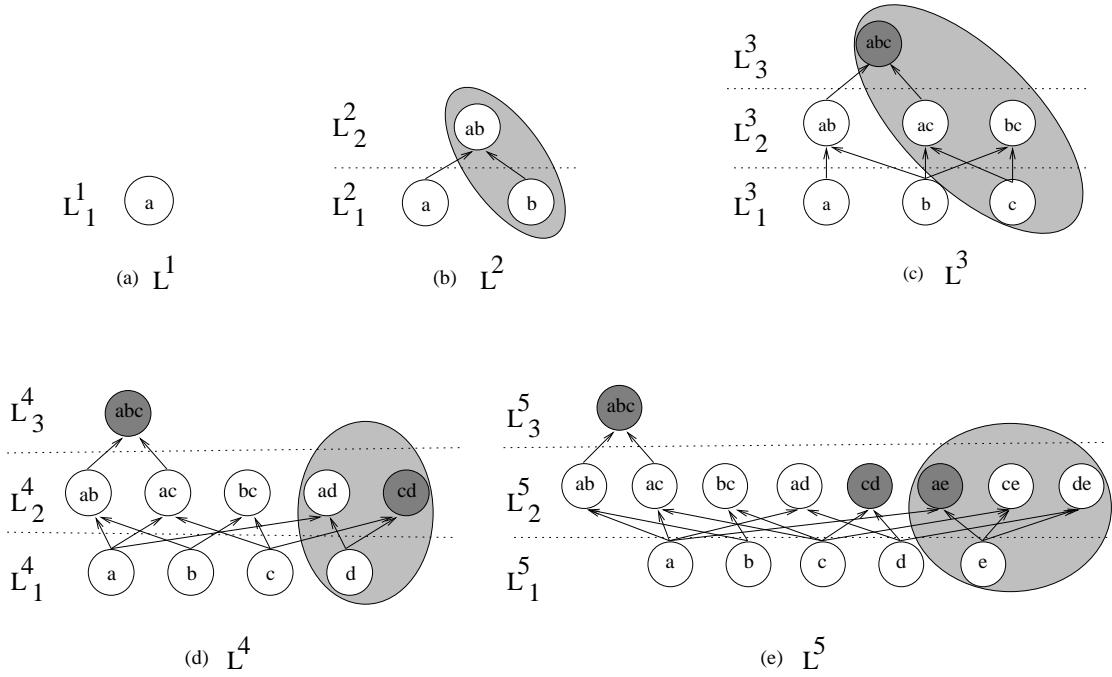 L^2_2 ab
L^1_1 a
L^2_1 a b
(a) L^1
(b) L^2
L^3_3 abc
L^3_2 ab ac bc
L^3_1 a b c
(c) L^3
L^4_3 abc
L^4_2 ab ac bc ad cd
L^4_1 a b c d
(d) L^4
L^5_3 abc
L^5_2 ab ac bc ad cd ae ce de
L^5_1 a b c d e
(e) L^5